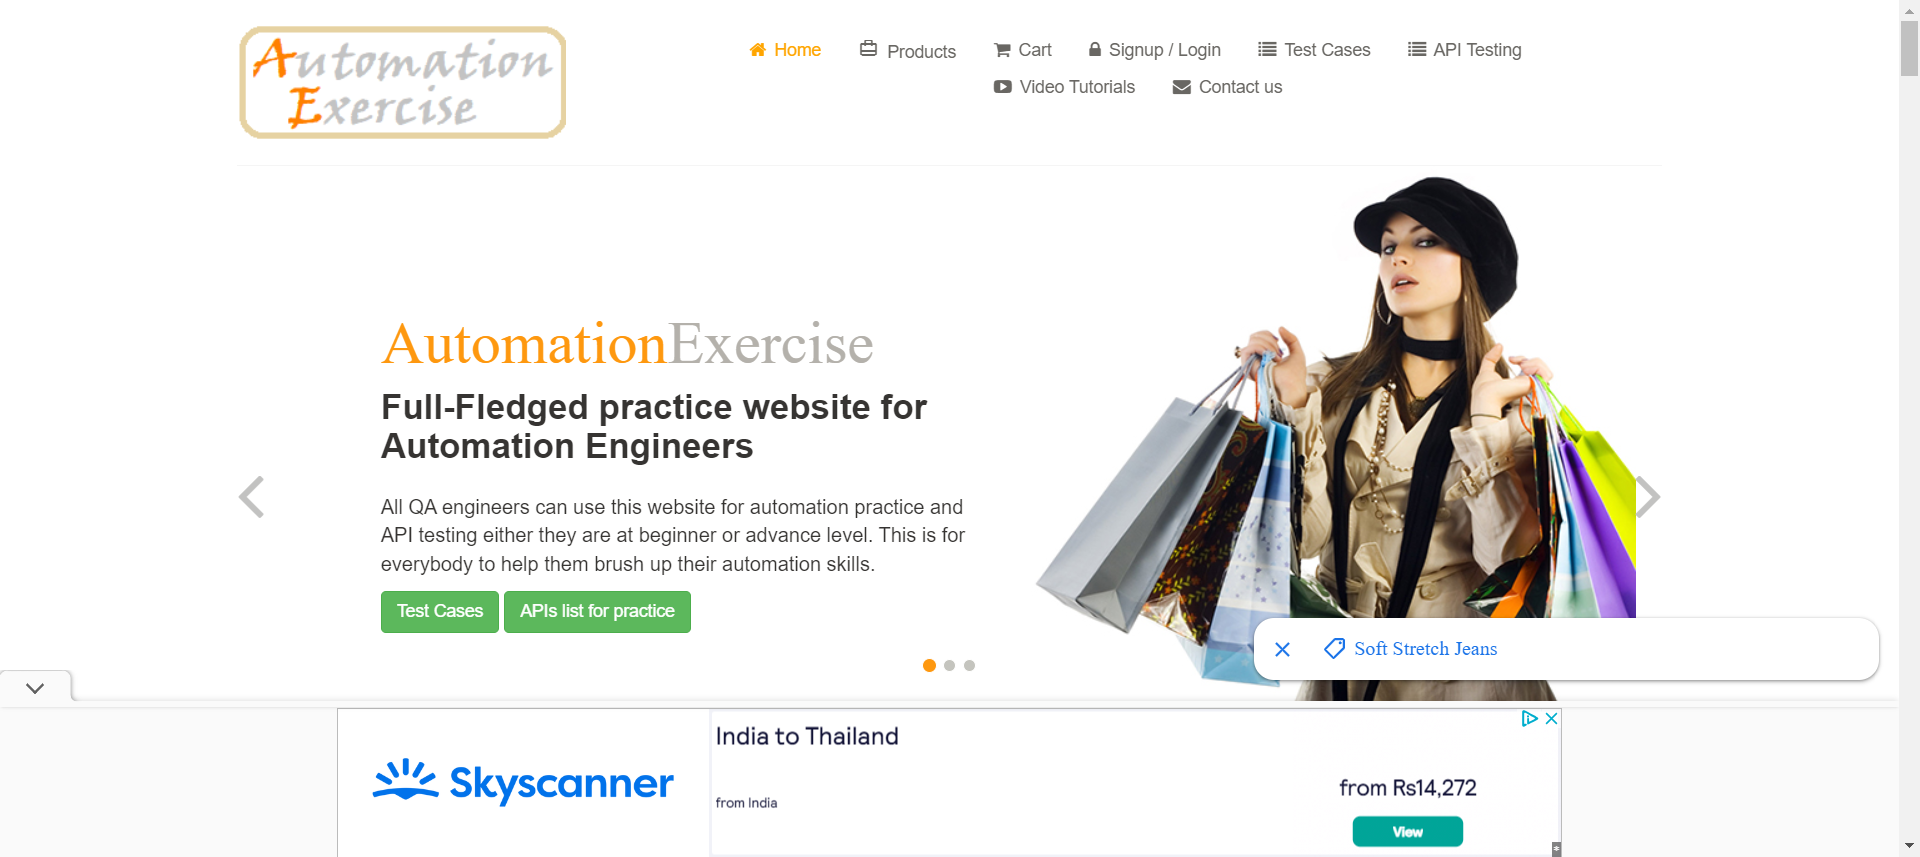 Automation
Exercise
Home
Products
Cart
Signup / Login
Test Cases
API Testing
Video Tutorials
Contact us
AutomationExercise
Full-Fledged practice website for
Automation Engineers
All QA engineers can use this website for automation practice and
API testing either they are at beginner or advance level. This is for
everybody to help them brush up their automation skills.
Test Cases
APIs list for practice
Soft Stretch Jeans
Skyscanner
India to Thailand
from India
from Rs14,272
View